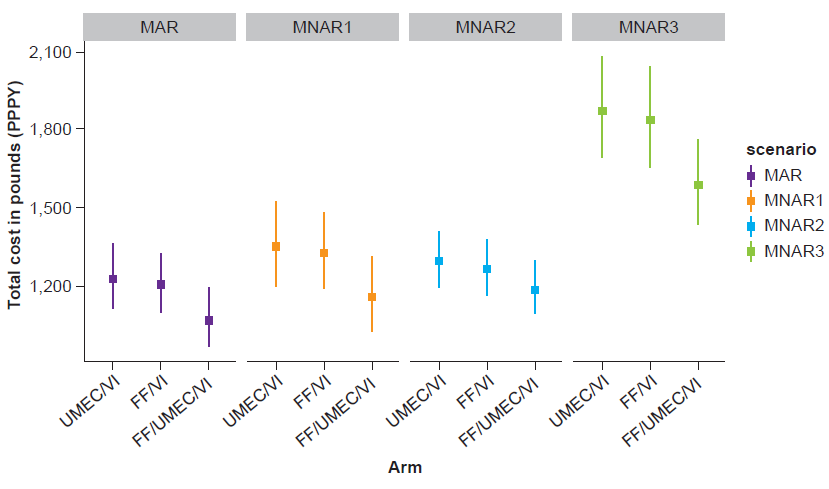 MAR MNAR1 MNAR2 MNAR3
Total cost in pounds (PPPY)
2,100
1,800
1,500
1,200
scenario
MAR
MNAR1
MNAR2
MNAR3
UMEC/VI FF/VI FF/UMEC/VI UMEC/VI FF/VI FF/UMEC/VI UMEC/VI FF/VI FF/UMEC/VI UMEC/VI FF/VI FF/UMEC/VI
Arm